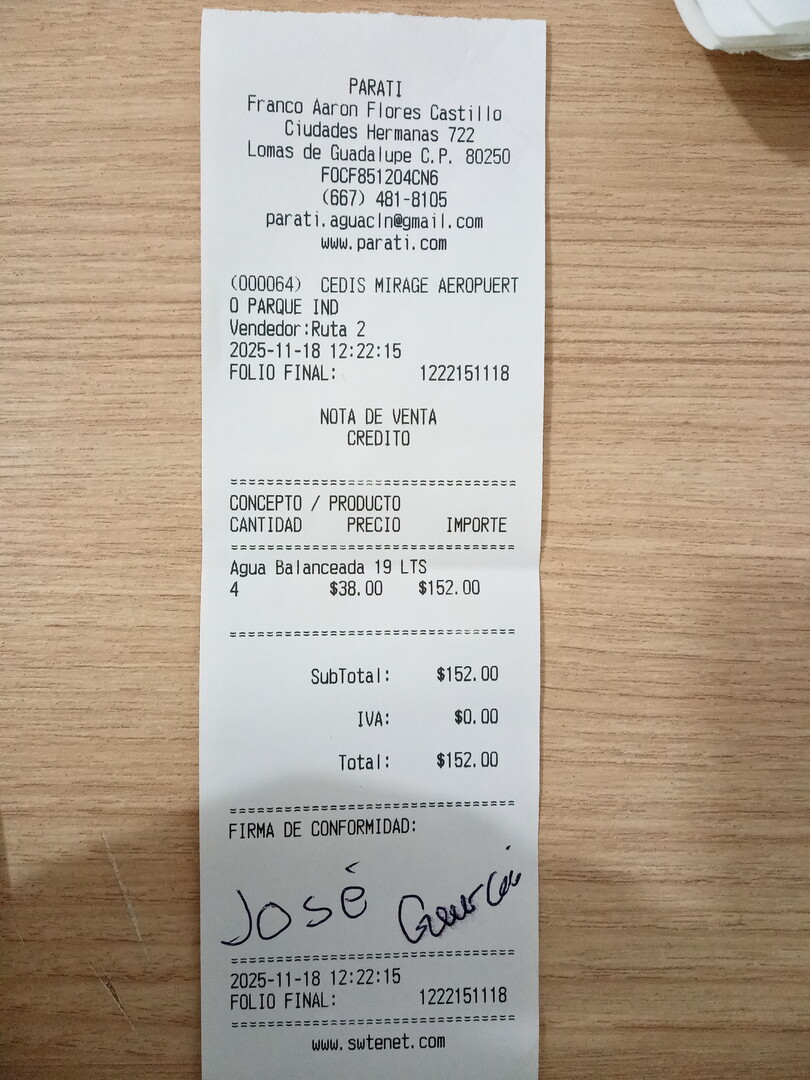 PARATI
Franco Aaron Flores Castillo
Ciudades Hermanas 722
Lomas de Guadalupe C.P. 80250
FOCF851204CN6
(667) 481-8105
parati.aguacln@gmail.com
www.parati.com
(000064) CEDIS MIRAGE AEROPUERT
O PARQUE IND
Vendedor:Ruta 2
2025-11-18 12:22:15
FOLIO FINAL: 1222151118
NOTA DE VENTA
CREDITO
================================
CONCEPTO / PRODUCTO
CANTIDAD PRECIO IMPORTE
================================
Agua Balanceada 19 LTS
4 $38.00 $152.00
================================
SubTotal: $152.00
IVA: $0.00
Total: $152.00
================================
FIRMA DE CONFORMIDAD:
José García
================================
2025-11-18 12:22:15
FOLIO FINAL: 1222151118
================================
www.swtenet.com